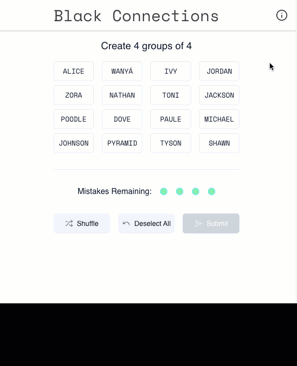 Black Connections
Create 4 groups of 4
ALICE WANYÁ IVY JORDAN
ZORA NATHAN TONI JACKSON
POODLE DOVE PAULE MICHAEL
JOHNSON PYRAMID TYSON SHAWN
Mistakes Remaining:
Shuffle Deselect All Submit